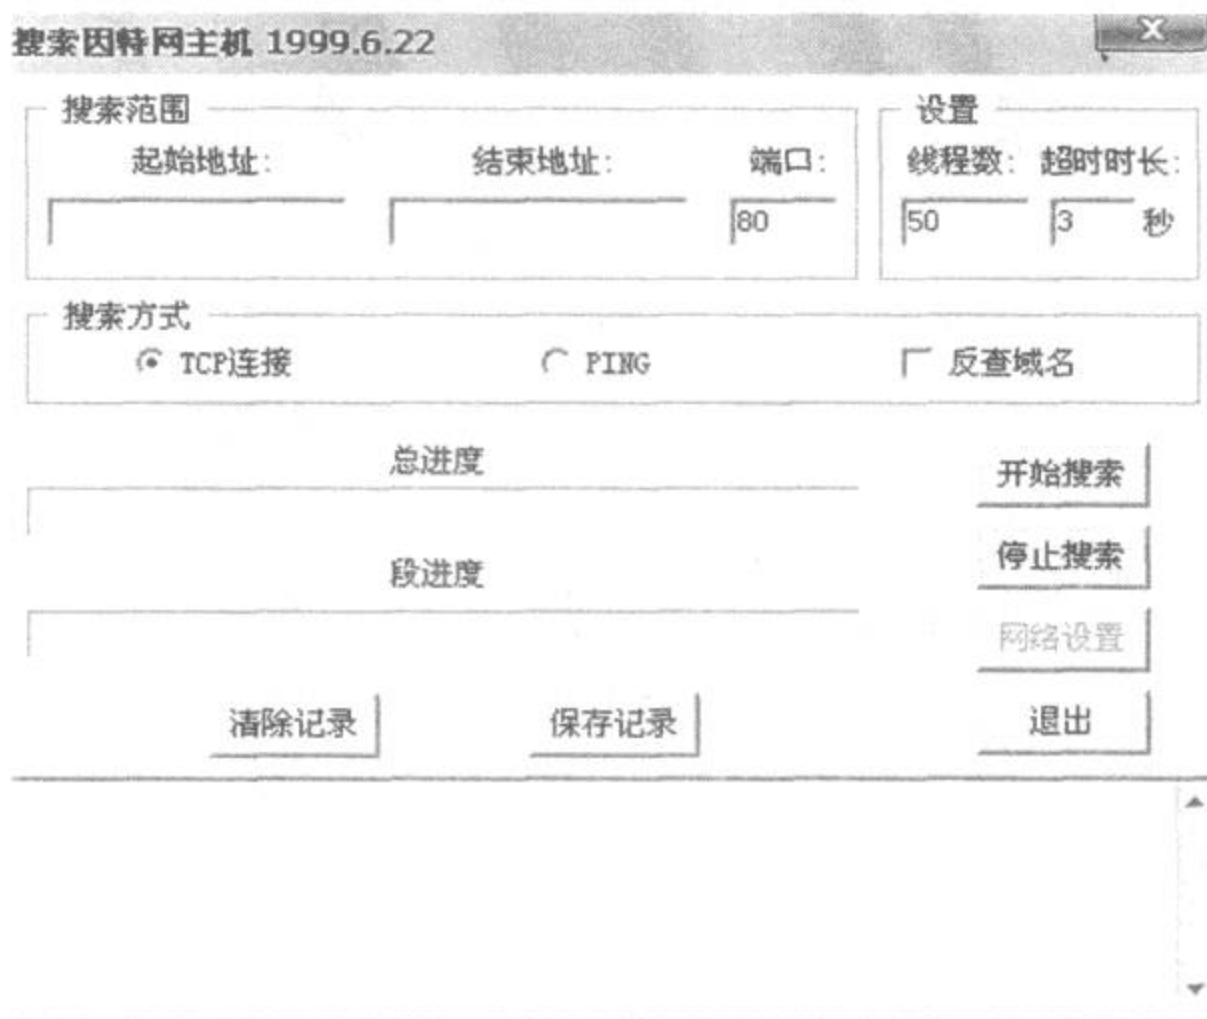 搜索因特网主机 1999.6.22
x
搜索范围
设置
起始地址:
结束地址:
端口:
线程数:
超时时长:
80
50
3
秒
搜索方式
TCP连接
PING
反查域名
总进度
开始搜索
停止搜索
段进度
网络设置
清除记录
保存记录
退出